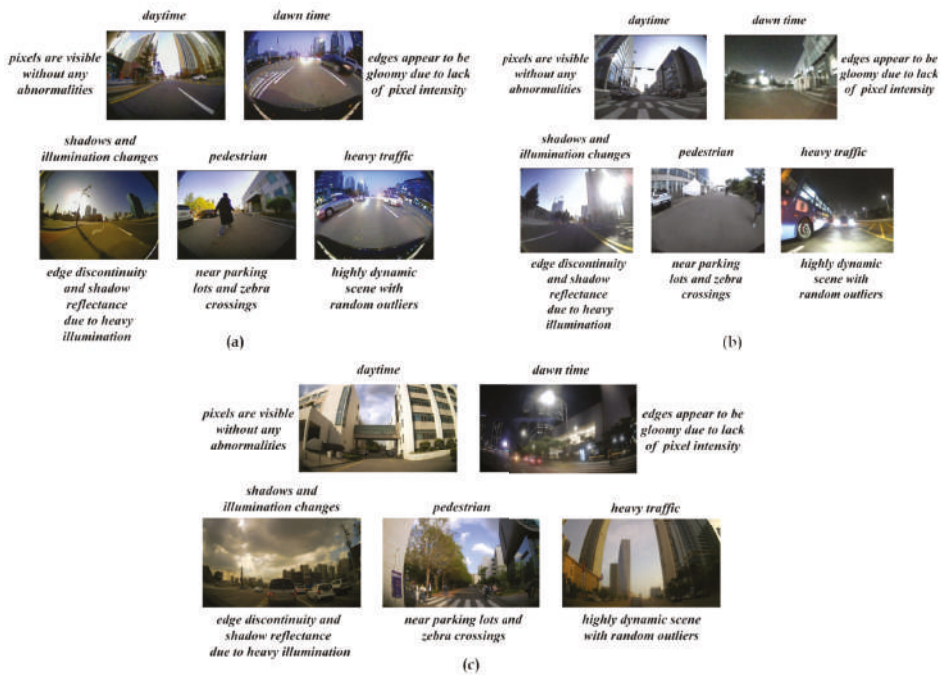 daytime
dawn time
pixels are visible
without any
abnormalities
edges appear to be
gloomy due to lack
of pixel intensity
shadows and
illumination changes
pedestrian
heavy traffic
edge discontinuity
and shadow
reflectance
due to heavy
illumination
near parking
lots and zebra
crossings
highly dynamic
scene with
random outliers
(a)
daytime
dawn time
pixels are visible
without any
abnormalities
edges appear to be
gloomy due to lack
of pixel intensity
shadows and
illumination changes
pedestrian
heavy traffic
edge discontinuity
and shadow
reflectance
due to heavy
illumination
near parking
lots and zebra
crossings
highly dynamic
scene with
random outliers
(b)
daytime
dawn time
pixels are visible
without any
abnormalities
edges appear to be
gloomy due to lack
of pixel intensity
shadows and
illumination changes
pedestrian
heavy traffic
edge discontinuity and
shadow reflectance
due to heavy illumination
near parking lots and
zebra crossings
highly dynamic scene
with random outliers
(c)